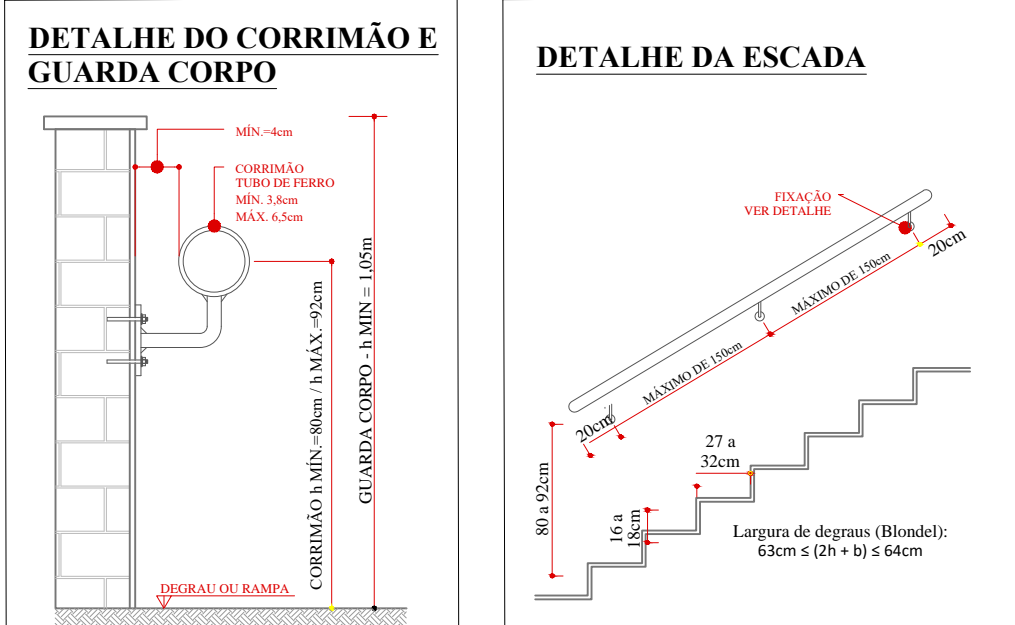 DETALHE DO CORRIMÃO E
GUARDA CORPO
MÍN.=4cm
CORRIMÃO
TUBO DE FERRO
MÍN. 3,8cm
MÁX. 6,5cm
CORRIMÃO h MÍN.=80cm / h MÁX.=92cm
GUARDA CORPO - h MIN = 1,05m
DEGRAU OU RAMPA
DETALHE DA ESCADA
FIXAÇÃO
VER DETALHE
20cm
MÁXIMO DE 150cm
MÁXIMO DE 150cm
20cm
80 a 92cm
27 a
32cm
16 a
18cm
Largura de degraus (Blondel):
63cm ≤ (2h + b) ≤ 64cm